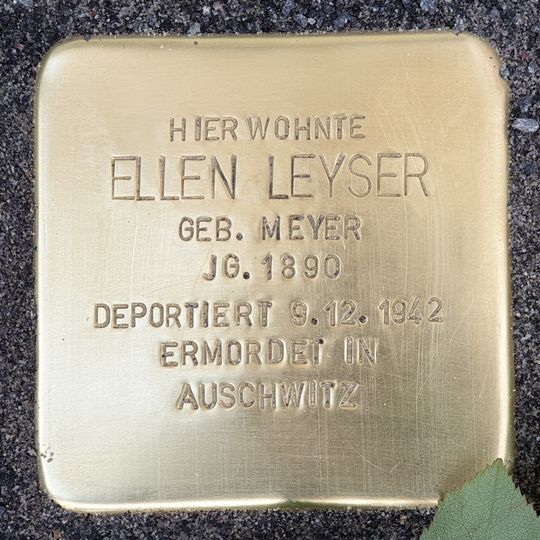 HIER WOHNTE
ELLEN LEYSER
GEB. MEYER
JG. 1890
DEPORTIERT 9.12.1942
ERMORDET IN
AUSCHWITZ